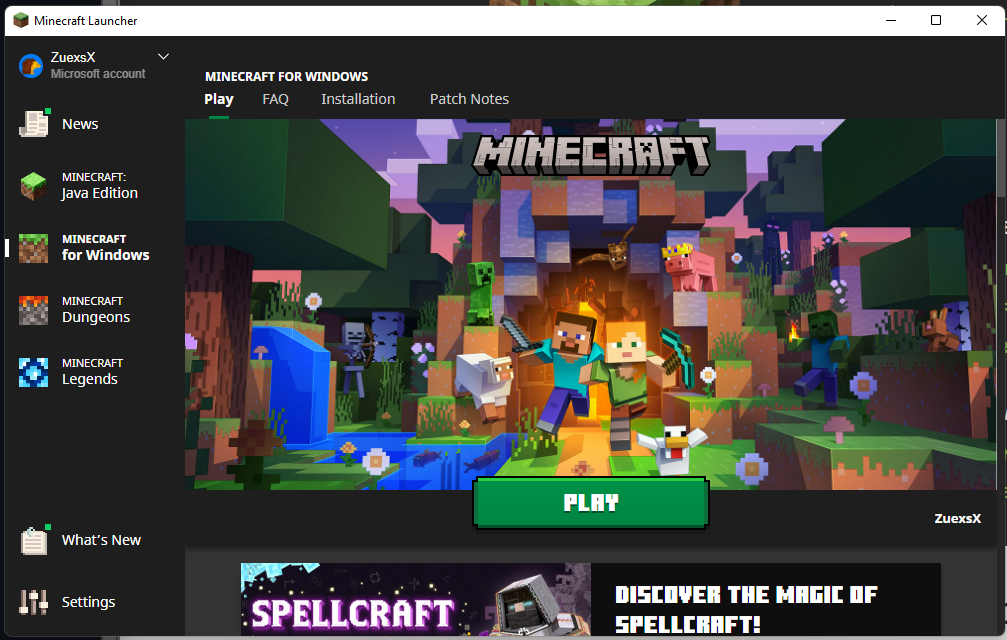 Minecraft Launcher
ZuexsX
Microsoft account
News
MINECRAFT:
Java Edition
MINECRAFT
for Windows
MINECRAFT
Dungeons
MINECRAFT
Legends
What's New
Settings
MINECRAFT FOR WINDOWS
Play FAQ Installation Patch Notes
MINECRAFT
PLAY
ZuexsX
SPELLCRAFT
DISCOVER THE MAGIC OF
SPELLCRAFT!